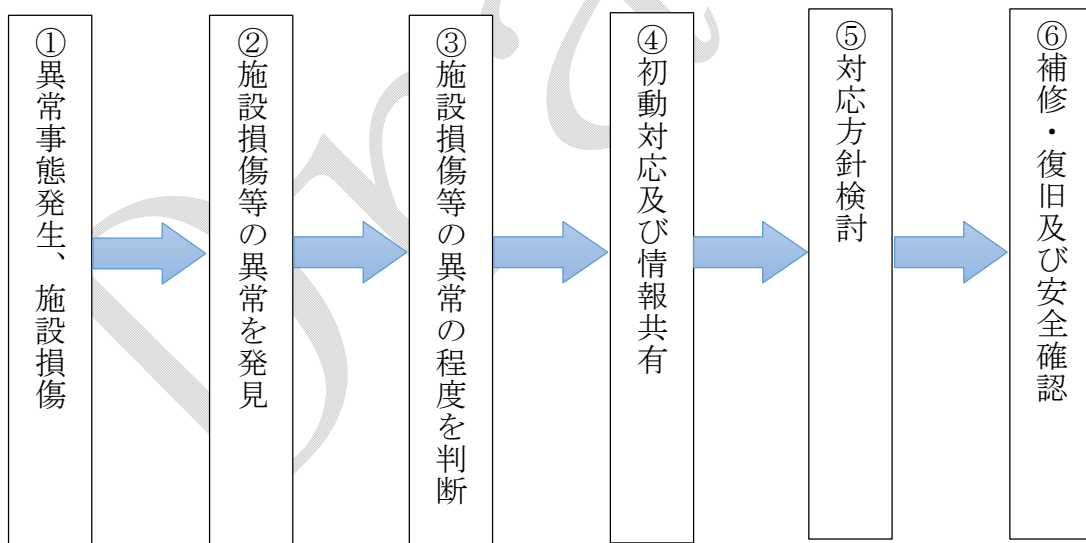 ①異常事態発生、施設損傷
②施設損傷等の異常を発見
③施設損傷等の異常の程度を判断
④初動対応及び情報共有
⑤対応方針検討
⑥補修・復旧及び安全確認